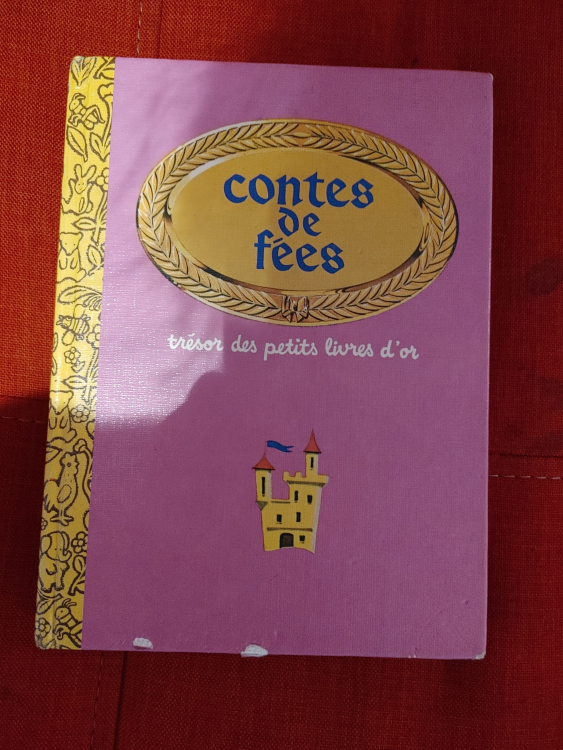 contes
de
fées
trésor des petits livres d'or